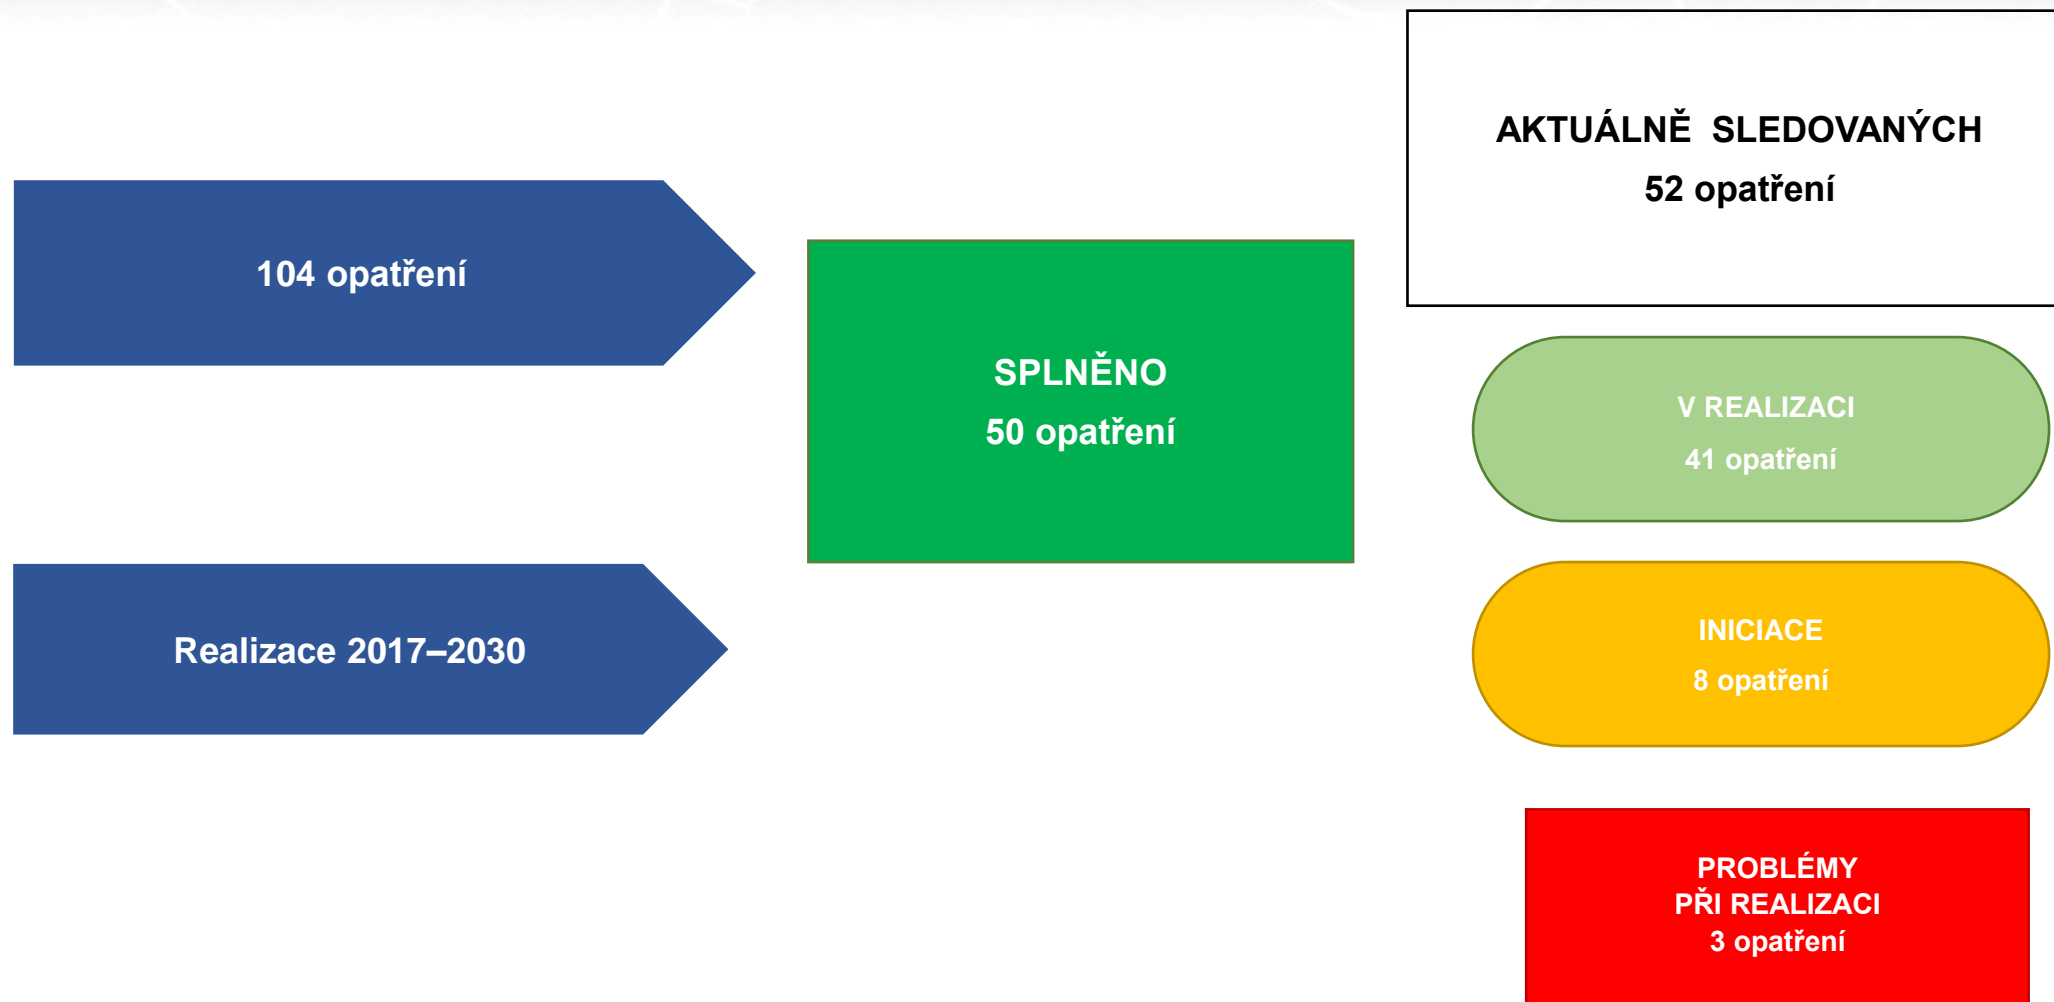 104 opatření
Realizace 2017–2030
SPLNĚNO
50 opatření
AKTUÁLNĚ SLEDOVANÝCH
52 opatření
V REALIZACI
41 opatření
INICIACE
8 opatření
PROBLÉMY
PŘI REALIZACI
3 opatření